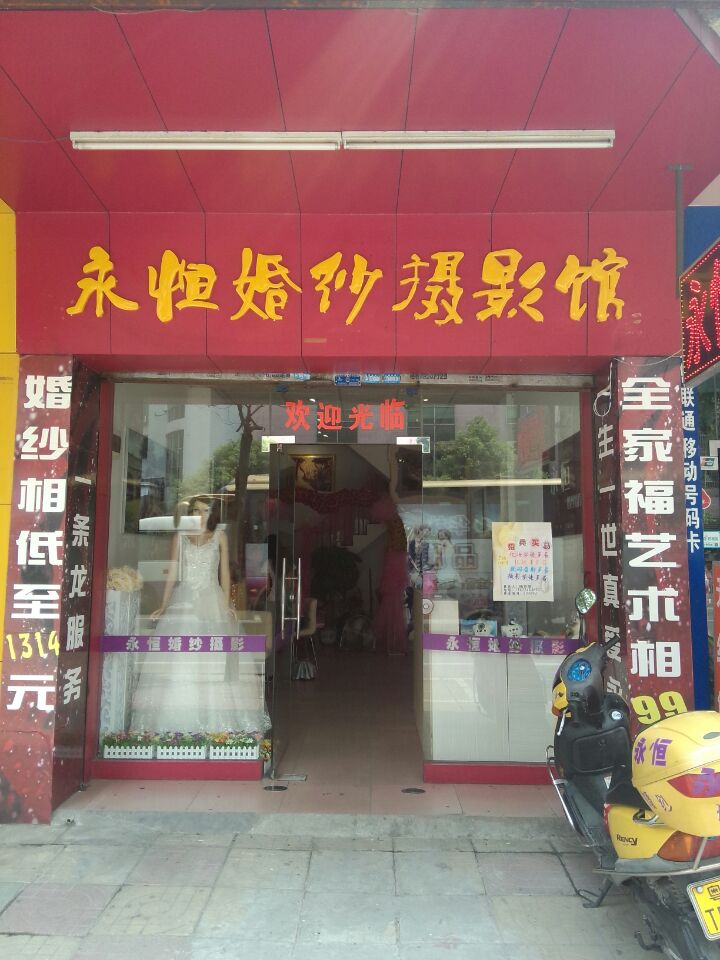 永恒婚纱摄影馆
欢迎光临
婚纱相低至1314元
一条龙服务
生一世真爱
全家福艺术相99
永恒婚纱摄影
永恒婚纱摄影
联通移动号码卡
永恒
RENCY
粤